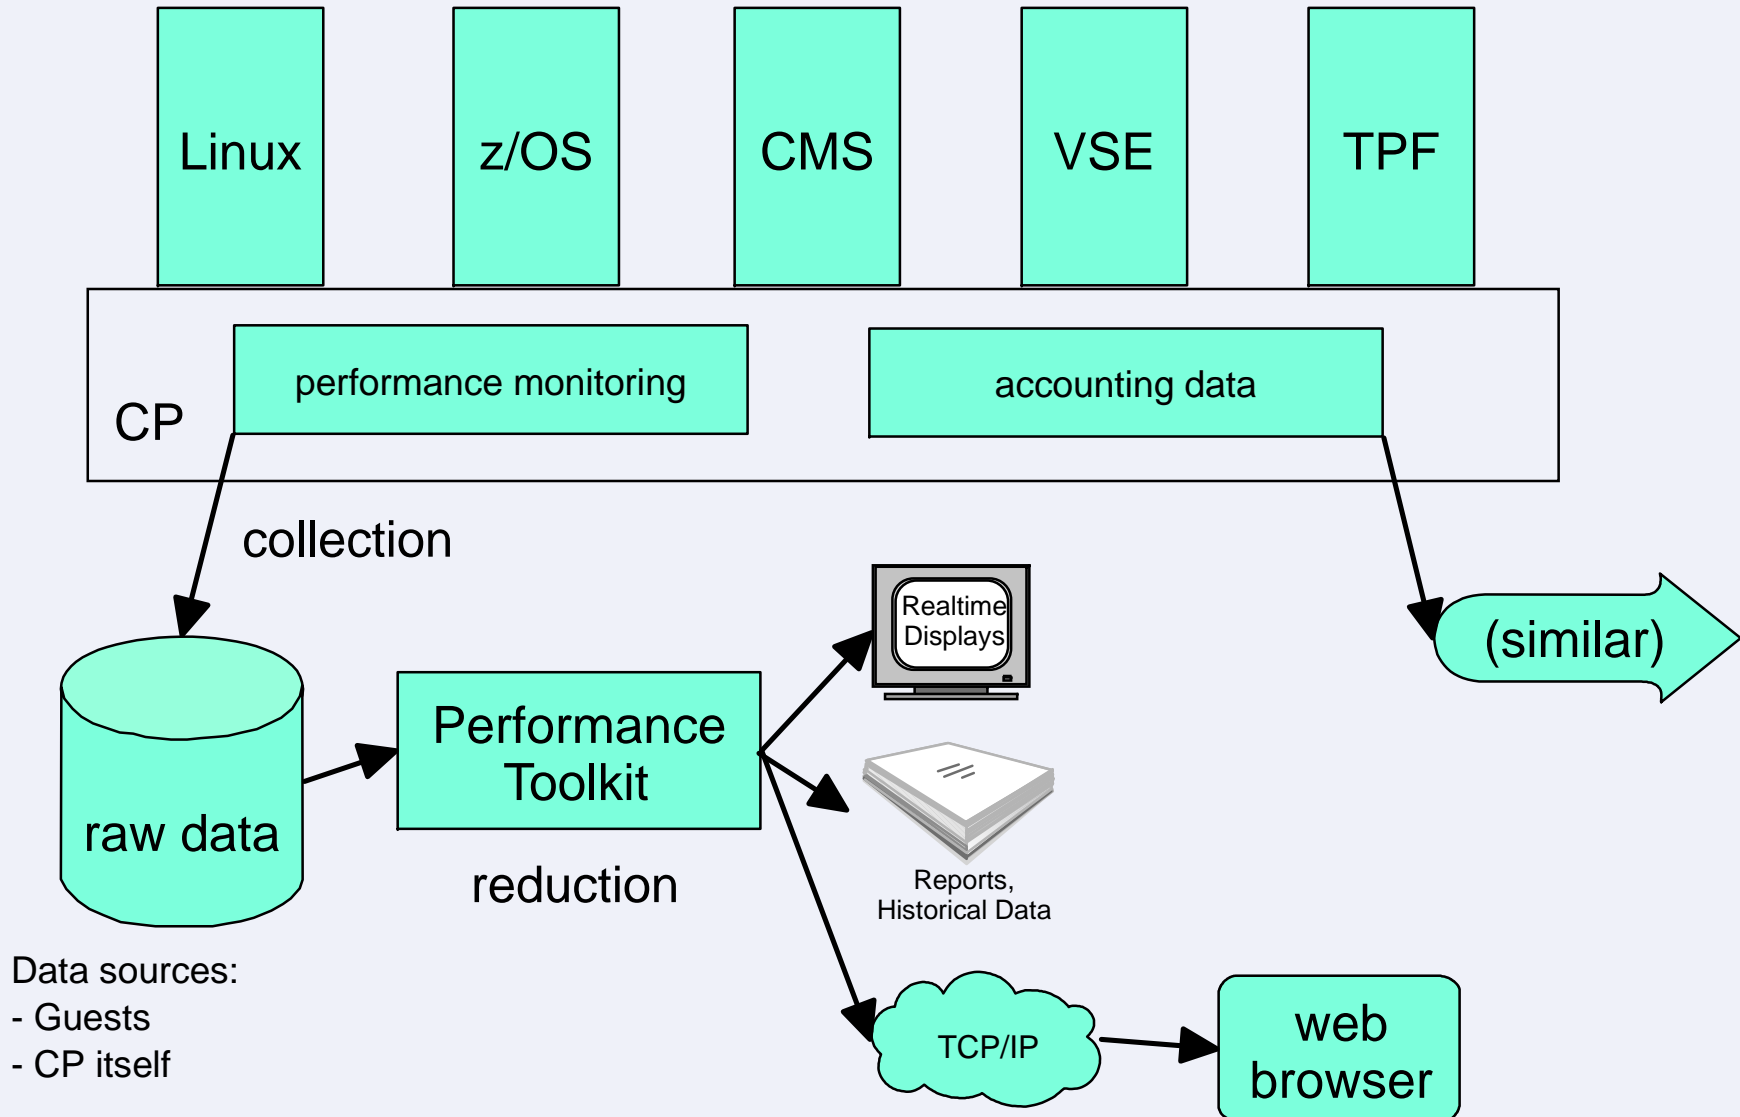 Linux
z/OS
CMS
VSE
TPF
performance monitoring
accounting data
CP
collection
Realtime
Displays
(similar)
Performance
Toolkit
raw data
reduction
Reports,
Historical Data
Data sources:
- Guests
- CP itself
TCP/IP
web
browser